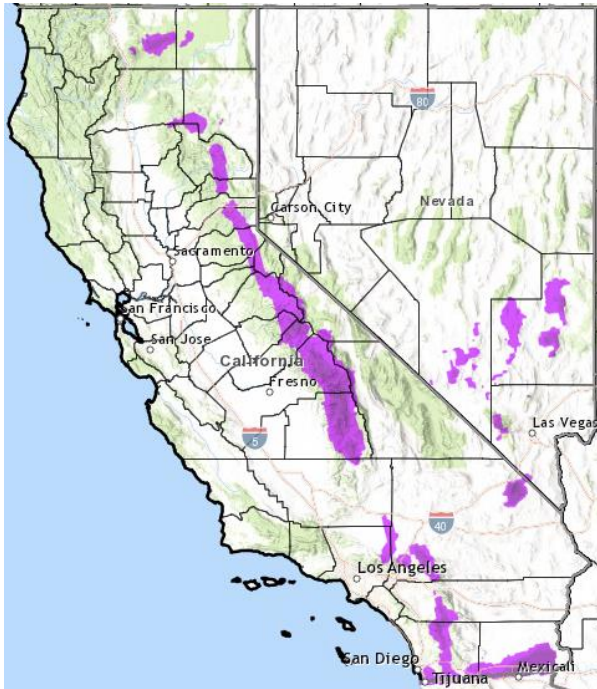 80
Nevada
Carson City
Sacramento
San Francisco
San Jose
California
Fresno
5
Las Vegas
40
Los Angeles
San Diego
Mexicali
Tijuana